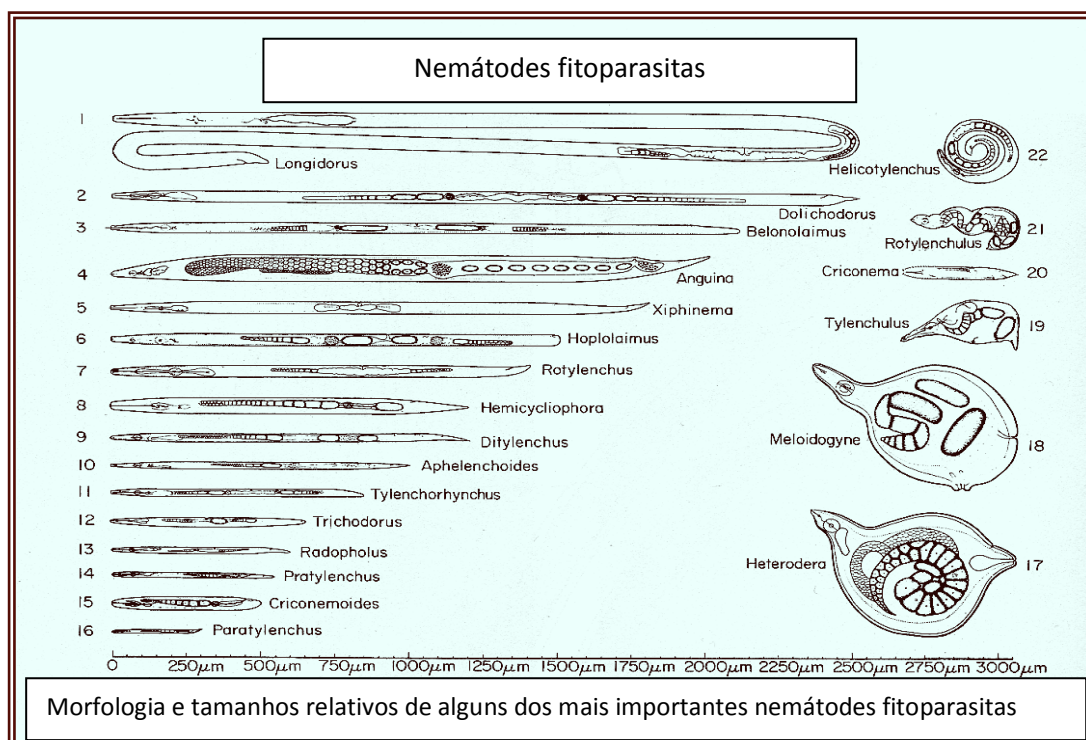 Nemátodes fitoparasitas
1
Longidorus
Helicotylenchus
22
2
Dolichodorus
3
Belonolaimus
Rotylenchulus
21
4
Anguina
Criconema
20
5
Xiphinema
Tylenchulus
19
6
Hoplolaimus
7
Rotylenchus
8
Hemicycliophora
Meloidogyne
18
9
Ditylenchus
10
Aphelenchoides
11
Tylenchorhynchus
12
Trichodorus
13
Radopholus
Heterodera
17
14
Pratylenchus
15
Criconemoides
16
Paratylenchus
0 250µm 500µm 750µm 1000µm 1250µm 1500µm 1750µm 2000µm 2250µm 2500µm 2750µm 3000µm
Morfologia e tamanhos relativos de alguns dos mais importantes nemátodes fitoparasitas